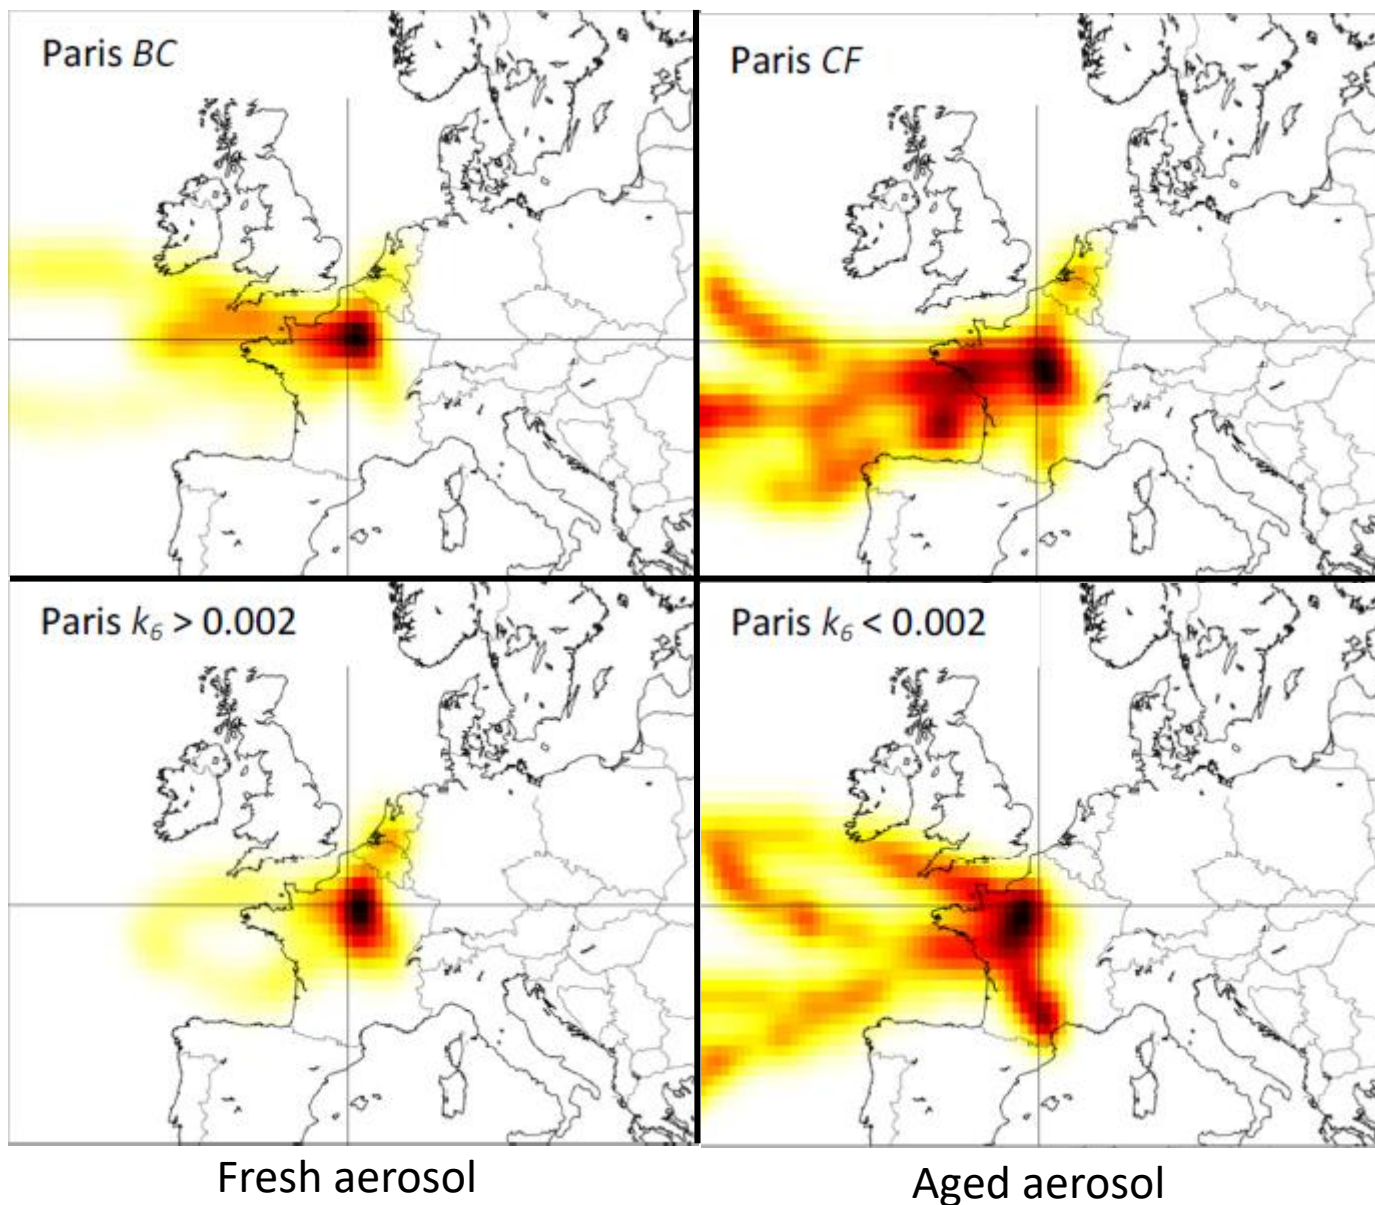 Paris BC
Paris CF
Paris k₆ > 0.002
Paris k₆ < 0.002
Fresh aerosol
Aged aerosol